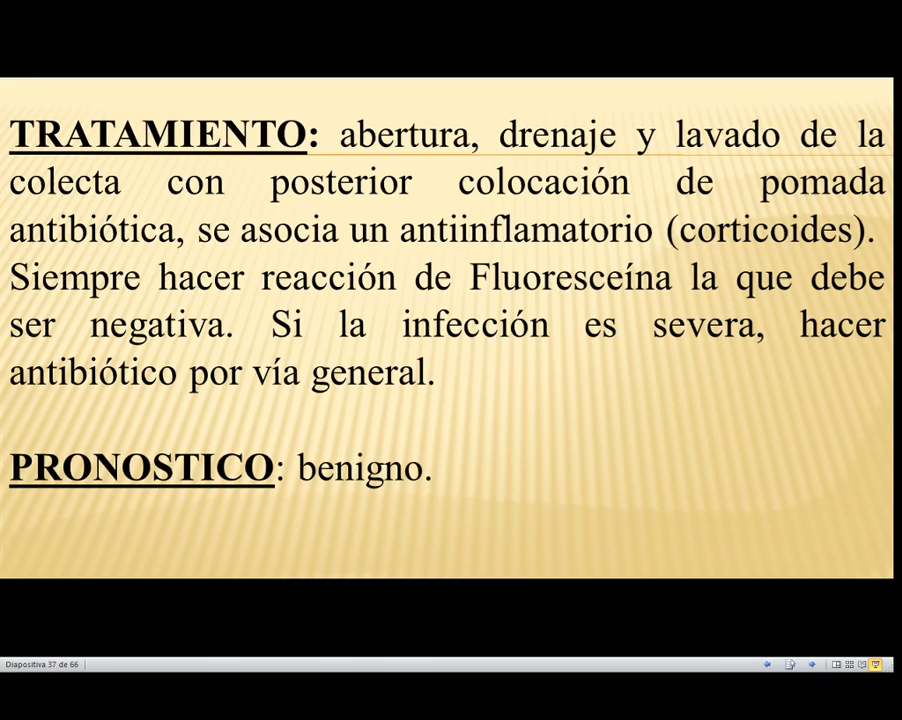 TRATAMIENTO: abertura, drenaje y lavado de la
colecta con posterior colocación de pomada
antibiótica, se asocia un antiinflamatorio (corticoides).
Siempre hacer reacción de Fluoresceína la que debe
ser negativa. Si la infección es severa, hacer
antibiótico por vía general.
PRONOSTICO: benigno.
Diapositiva 37 de 66